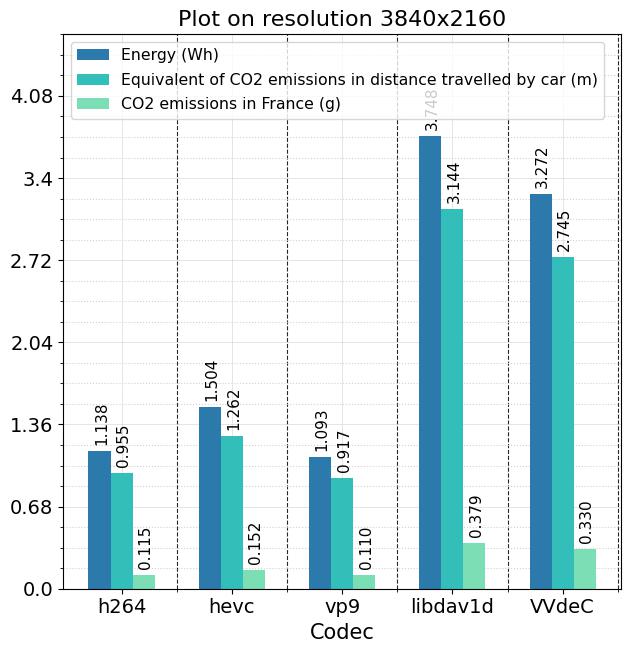 Plot on resolution 3840x2160
Energy (Wh)
Equivalent of CO2 emissions in distance travelled by car (m)
CO2 emissions in France (g)
4.08
3.4
2.72
2.04
1.36
0.68
0.0
1.138
0.955
0.115
1.504
1.262
0.152
1.093
0.917
0.110
3.748
3.144
0.379
3.272
2.745
0.330
h264
hevc
vp9
libdav1d
VVdeC
Codec